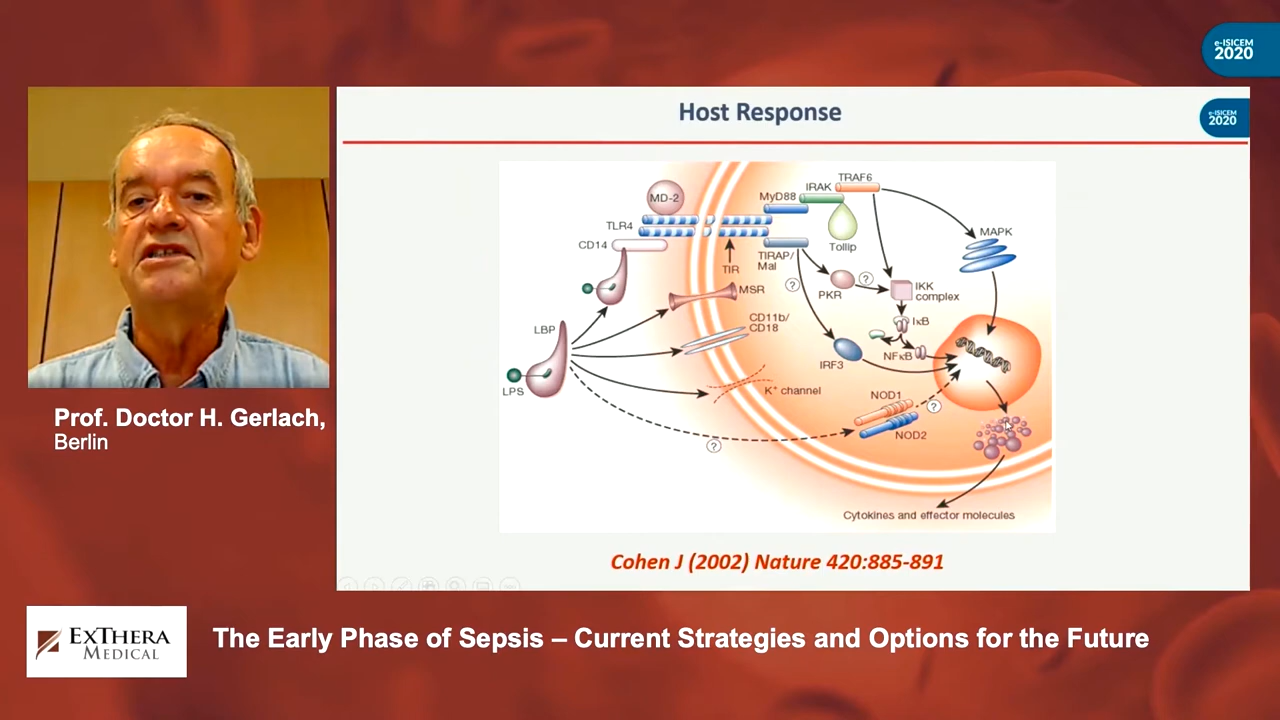 e-ISICEM
2020
Host Response
e-ISICEM
2020
MD-2
TLR4
CD14
MyD88
IRAK
TRAF6
Tollip
TIRAP/
Mal
TIR
MAPK
PKR
?
?
IKK
complex
IκB
NFκB
IRF3
MSR
CD11b/
CD18
K+ channel
LBP
LPS
NOD1
NOD2
?
?
Cytokines and effector molecules
Cohen J (2002) Nature 420:885-891
Prof. Doctor H. Gerlach,
Berlin
EXTHERA
MEDICAL
The Early Phase of Sepsis – Current Strategies and Options for the Future